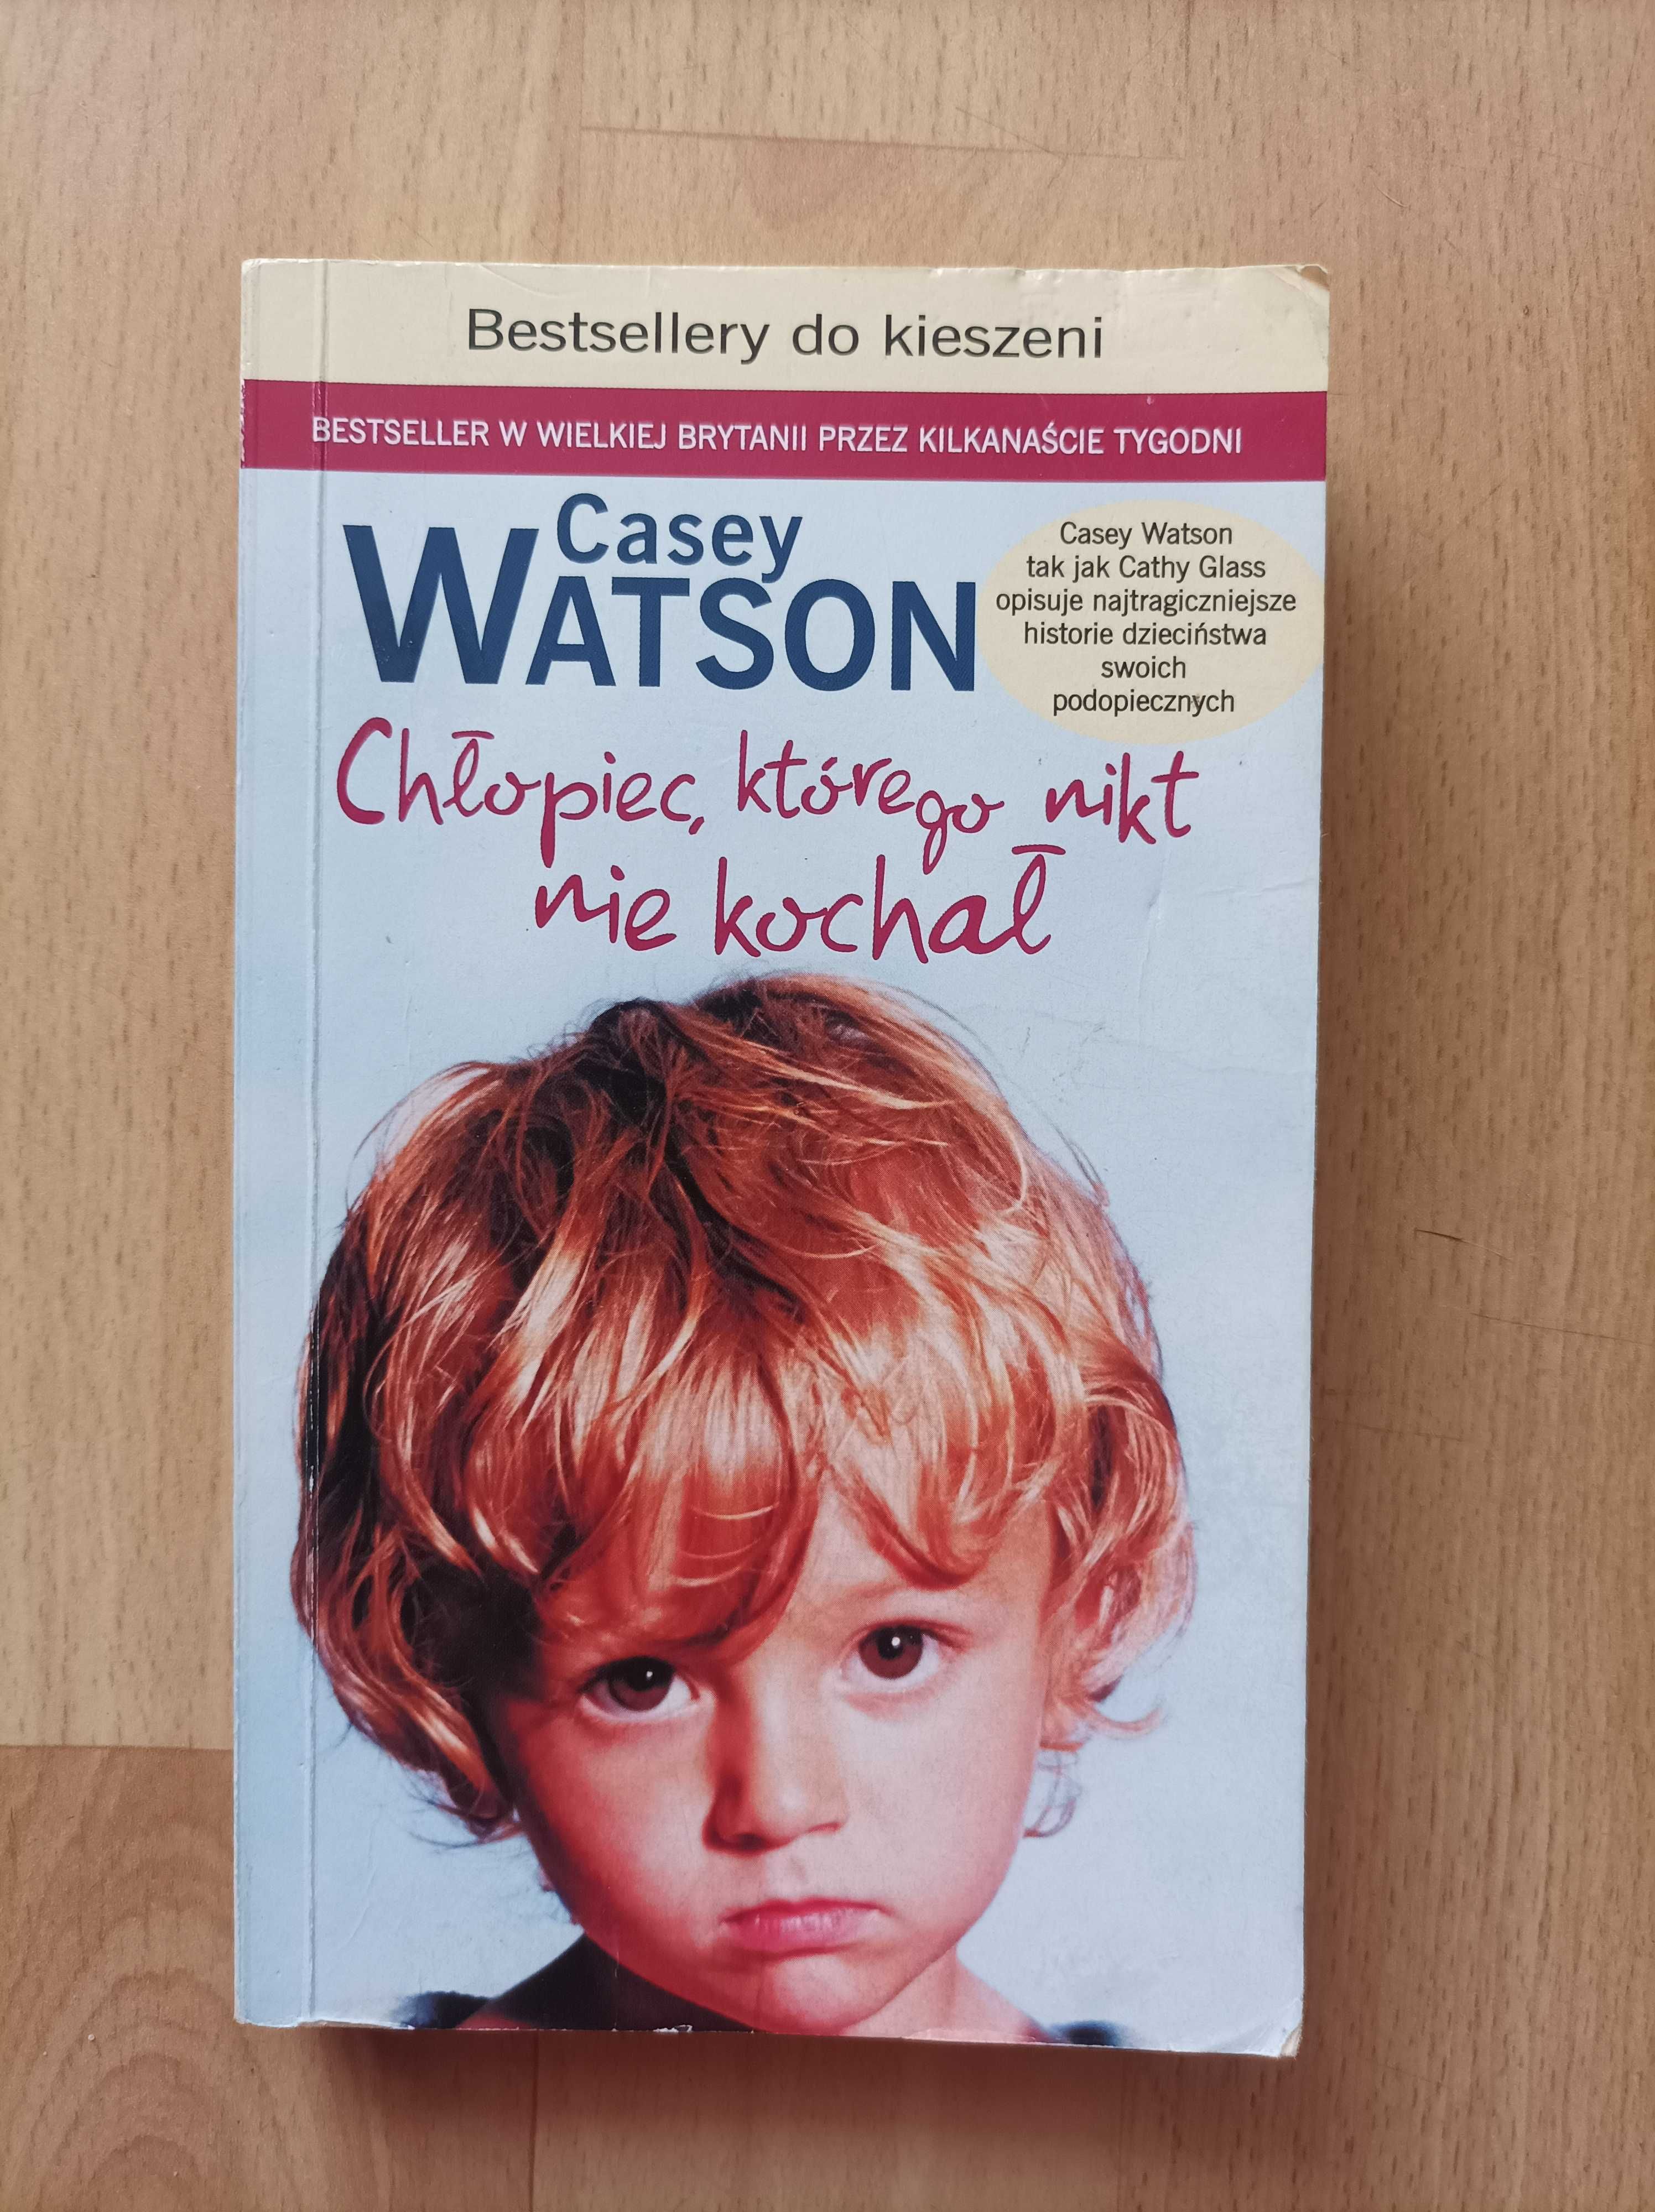 Bestsellery do kieszeni
BESTSELLER W WIELKIEJ BRYTANII PRZEZ KILKANAŚCIE TYGODNI
Casey
WATSON
Casey Watson
tak jak Cathy Glass
opisuje najtragiczniejsze
historie dzieciństwa
swoich
podopiecznych
Chłopiec, którego nikt
nie kochał